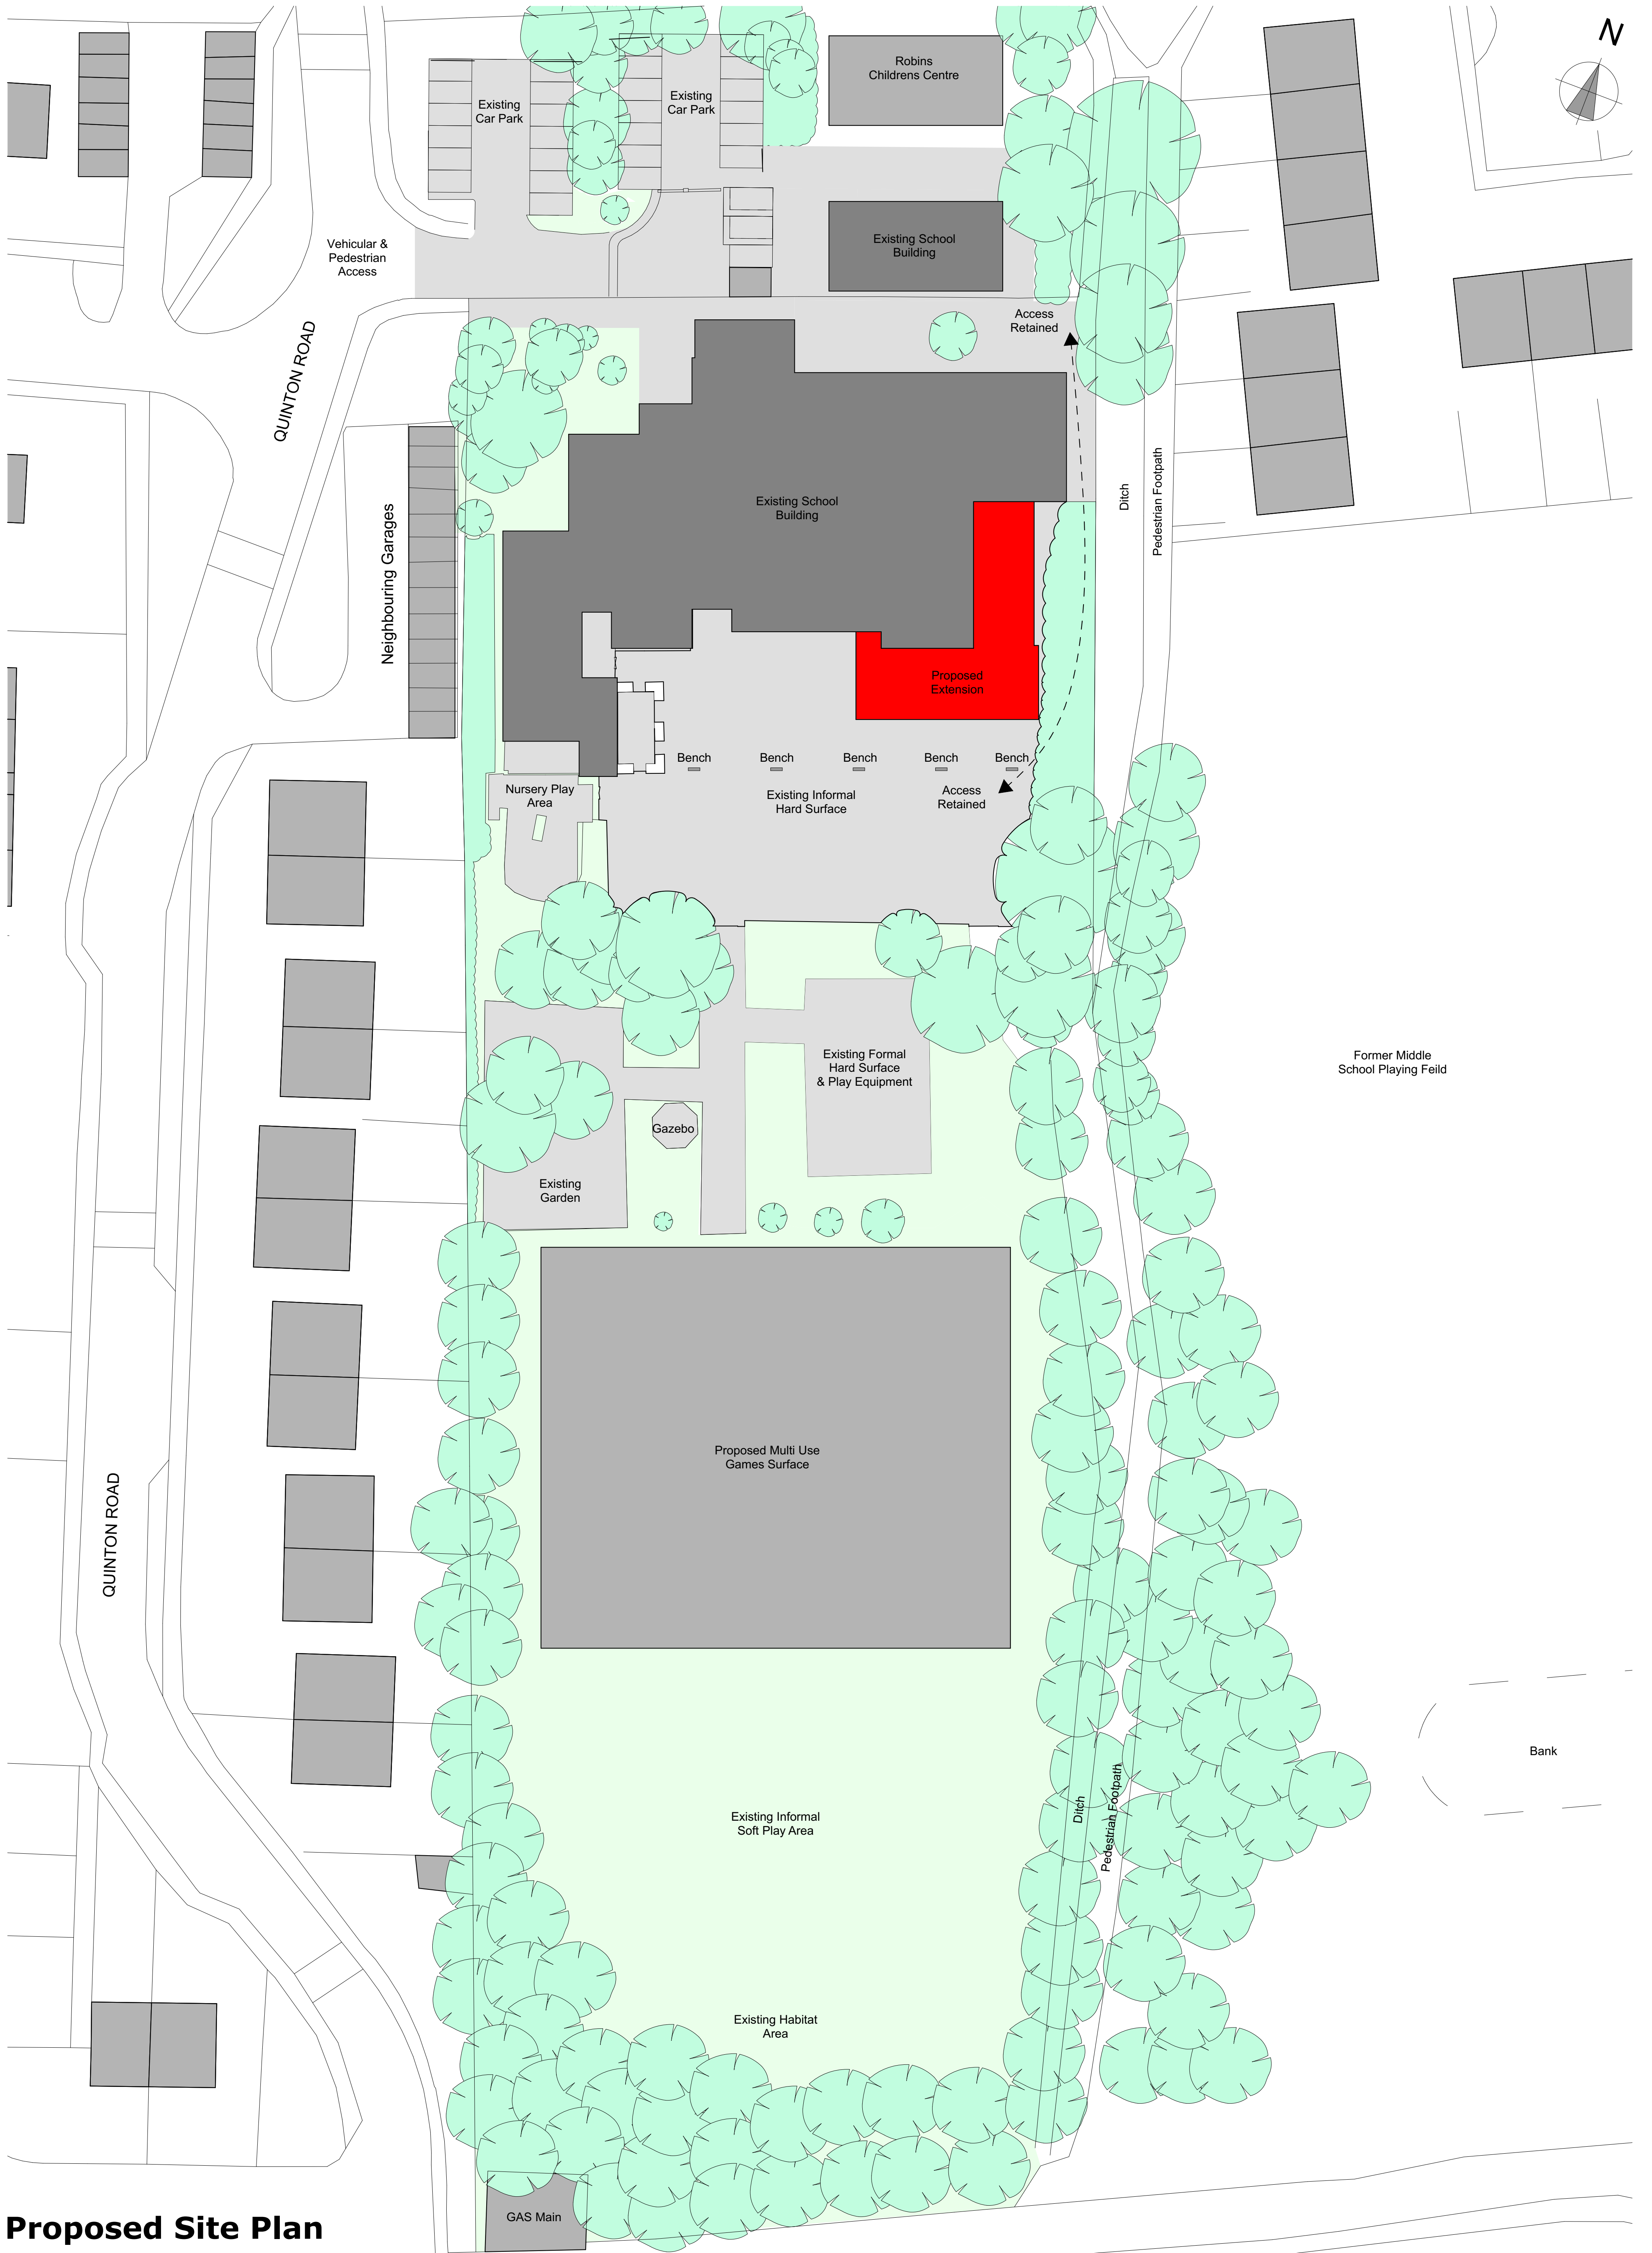 N
Robins
Childrens Centre
Existing
Car Park
Existing
Car Park
Existing School
Building
Vehicular &
Pedestrian
Access
Access
Retained
QUINTON ROAD
Neighbouring Garages
Existing School
Building
Ditch
Pedestrian Footpath
Proposed
Extension
Bench
Bench
Bench
Bench
Bench
Nursery Play
Area
Existing Informal
Hard Surface
Access
Retained
Existing Formal
Hard Surface
& Play Equipment
Former Middle
School Playing Feild
Gazebo
Existing
Garden
Proposed Multi Use
Games Surface
QUINTON ROAD
Bank
Existing Informal
Soft Play Area
Ditch
Pedestrian Footpath
Existing Habitat
Area
GAS Main
Proposed Site Plan